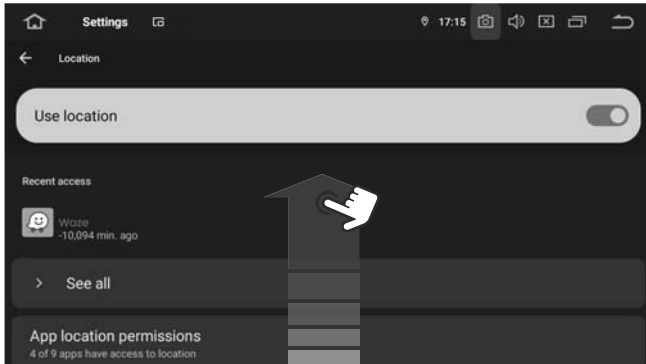 Settings
17:15
Location
Use location
Recent access
Waze
-10,094 min. ago
See all
App location permissions
4 of 9 apps have access to location